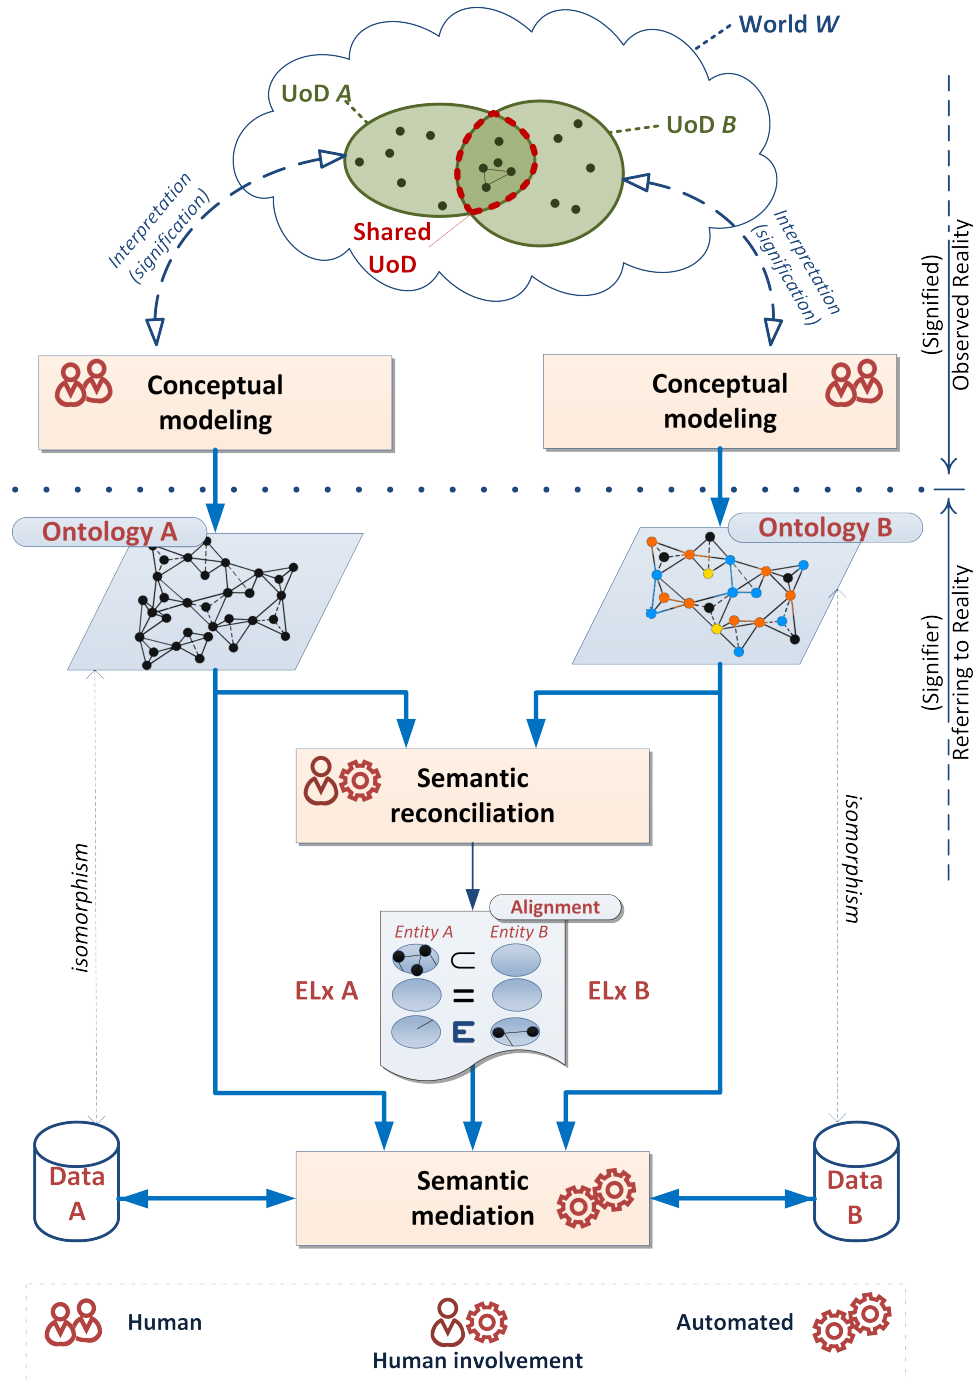 World W
UoD A
UoD B
Shared
UoD
Interpretation
(signification)
Interpretation
(signification)
(Signified)
Observed Reality
Conceptual
modeling
Conceptual
modeling
Ontology A
Ontology B
(Signifier)
Referring to Reality
Semantic
reconciliation
isomorphism
isomorphism
Alignment
Entity A
Entity B
⊂
=
E
ELx A
ELx B
Data
A
Semantic
mediation
Data
B
Human
Human involvement
Automated